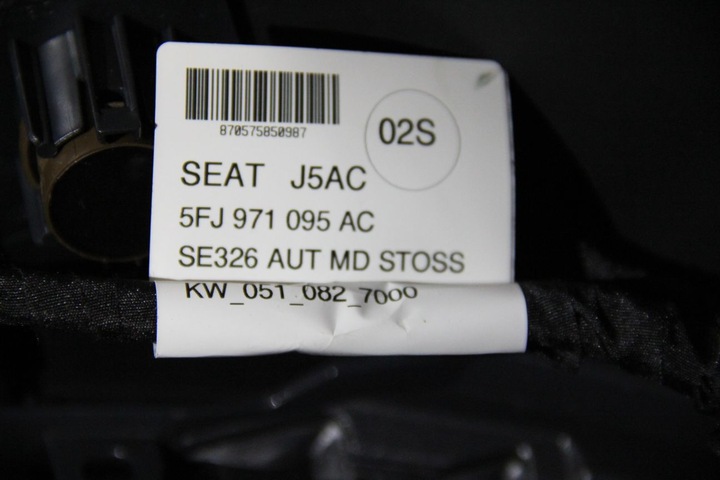 870575850987
02S
SEAT J5AC
5FJ 971 095 AC
SE326 AUT MD STOSS
KW_051_082_7000